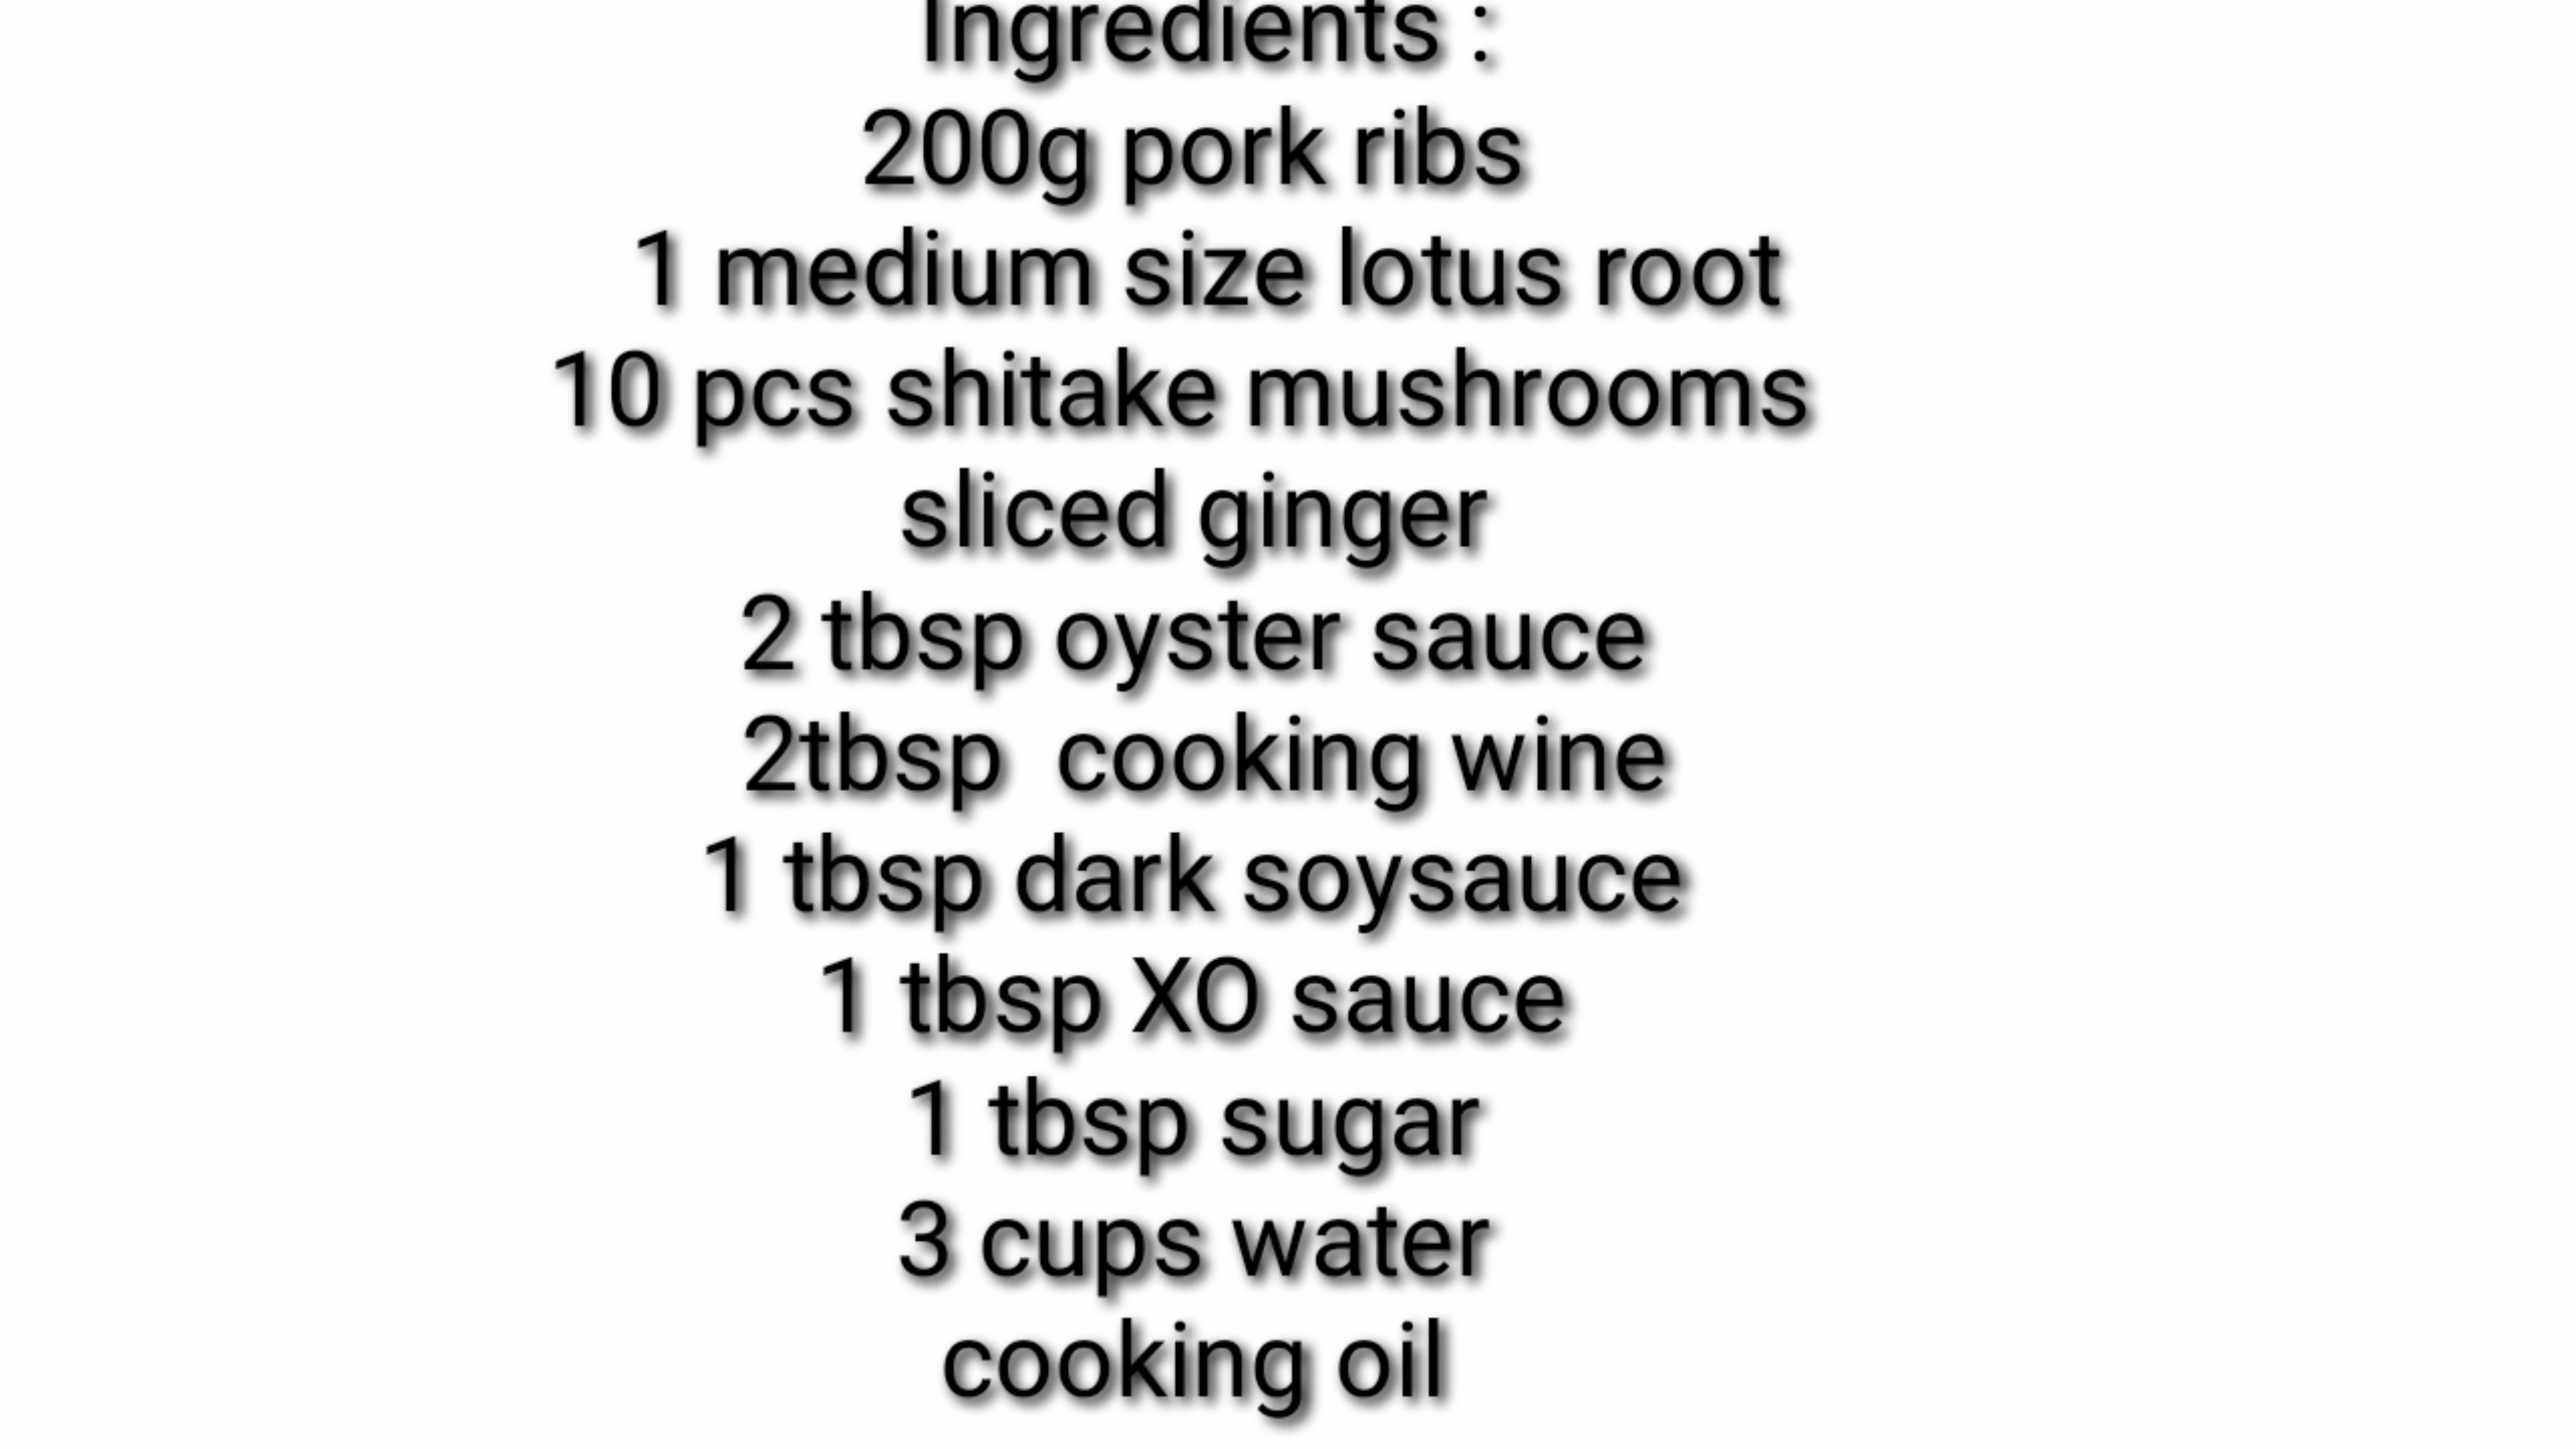 Ingredients :
200g pork ribs
1 medium size lotus root
10 pcs shitake mushrooms
sliced ginger
2 tbsp oyster sauce
2tbsp  cooking wine
1 tbsp dark soysauce
1 tbsp XO sauce
1 tbsp sugar
3 cups water
cooking oil